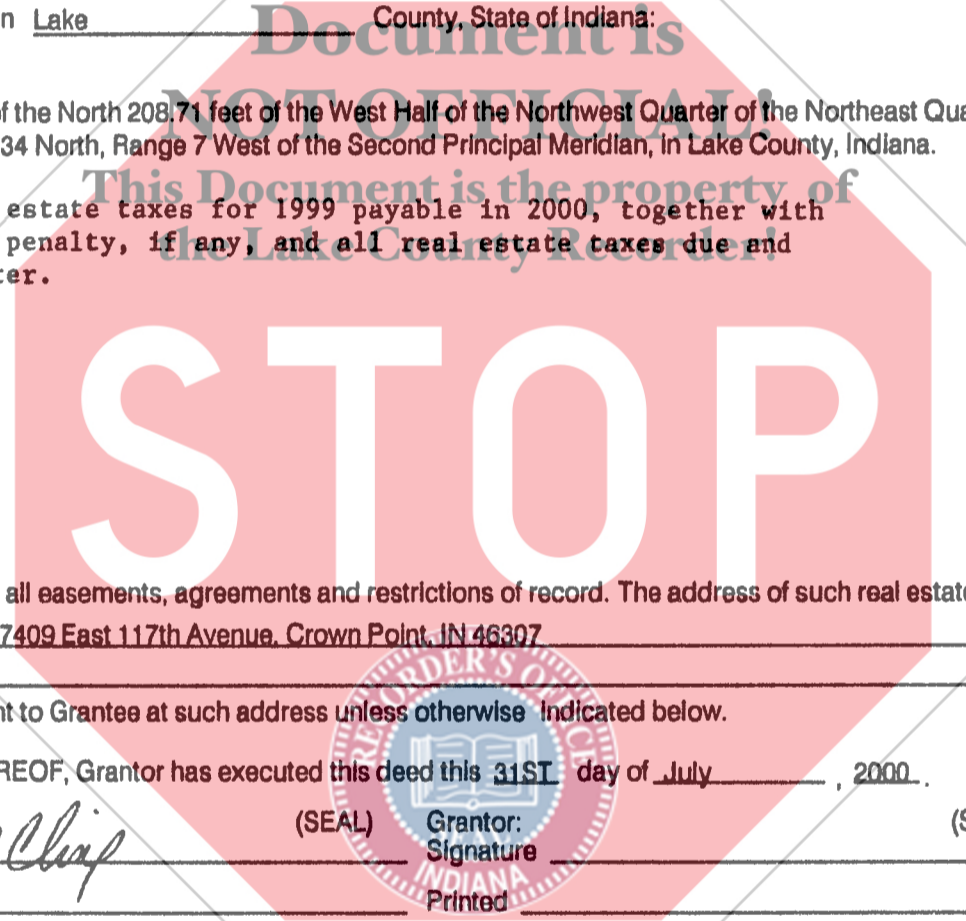 n Lake County, State of Indiana:
Document is
of the North 208.71 feet of the West Half of the Northwest Quarter of the Northeast Qua
NOT OFFICIAL!
34 North, Range 7 West of the Second Principal Meridian, in Lake County, Indiana.
This Document is the property of
estate taxes for 1999 payable in 2000, together with
the Lake County Recorder!
penalty, if any, and all real estate taxes due and
ter.
STOP
all easements, agreements and restrictions of record. The address of such real estate
7409 East 117th Avenue, Crown Point, IN 46307
RECORDER'S OFFICE
nt to Grantee at such address unless otherwise indicated below.
REOF, Grantor has executed this deed this 31ST day of July, 2000.
(SEAL) Grantor: (S
SEAL
Signature
INDIANA
Printed